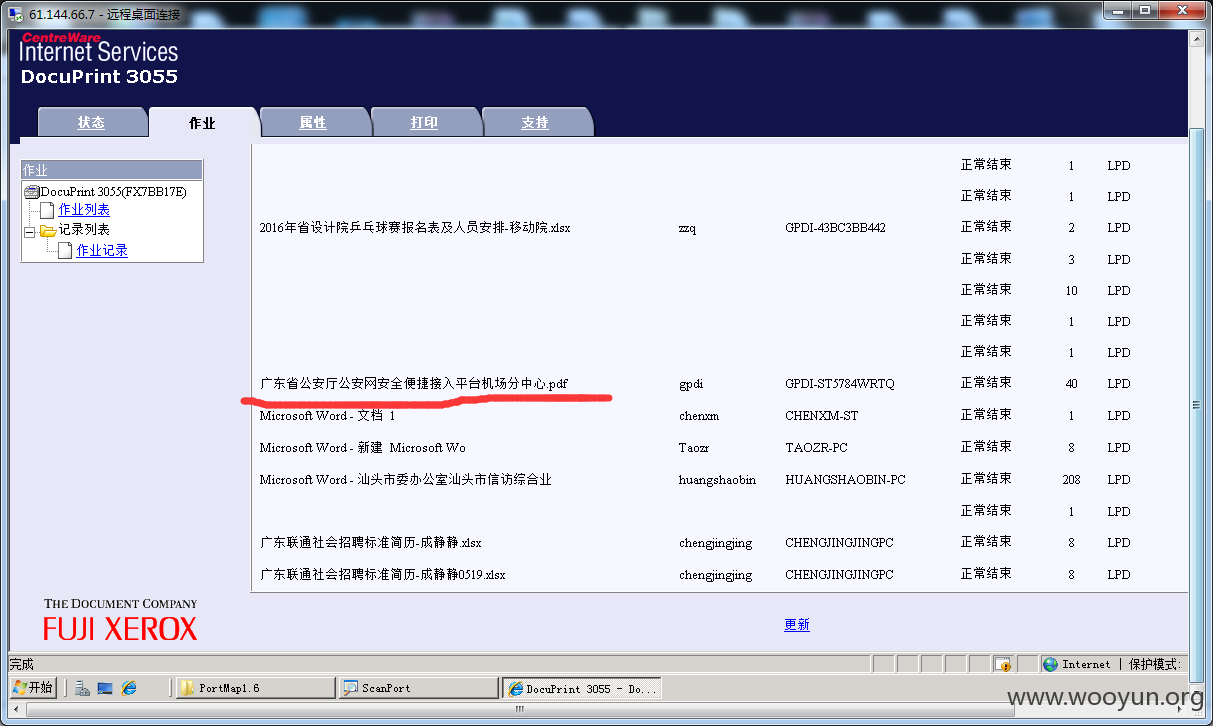 61.144.66.7 - 远程桌面连接
CentreWare
Internet Services
DocuPrint 3055
状态 作业 属性 打印 支持
作业
DocuPrint 3055(FX7BB17E)
作业列表
记录列表
作业记录
正常结束 1 LPD
正常结束 1 LPD
2016年省设计院乒乓球赛报名表及人员安排-移动院.xlsx zzq GPDI-43BC3BB442 正常结束 2 LPD
正常结束 3 LPD
正常结束 10 LPD
正常结束 1 LPD
正常结束 1 LPD
广东省公安厅公安网安全便捷接入平台机场分中心.pdf gpdi GPDI-ST5784WRTQ 正常结束 40 LPD
Microsoft Word - 文档 1 chenxm CHENXM-ST 正常结束 1 LPD
Microsoft Word - 新建 Microsoft Wo Taozr TAOZR-PC 正常结束 8 LPD
Microsoft Word - 汕头市委办公室汕头市信访综合业 huangshaobin HUANGSHAOBIN-PC 正常结束 208 LPD
正常结束 1 LPD
广东联通社会招聘标准简历-成静静.xlsx chengjingjing CHENGJINGJINGPC 正常结束 8 LPD
广东联通社会招聘标准简历-成静静0519.xlsx chengjingjing CHENGJINGJINGPC 正常结束 8 LPD
THE DOCUMENT COMPANY
FUJI XEROX
更新
完成 Internet | 保护模式:
开始 PortMap1.6 ScanPort DocuPrint 3055 - Do...
www.wooyun.org